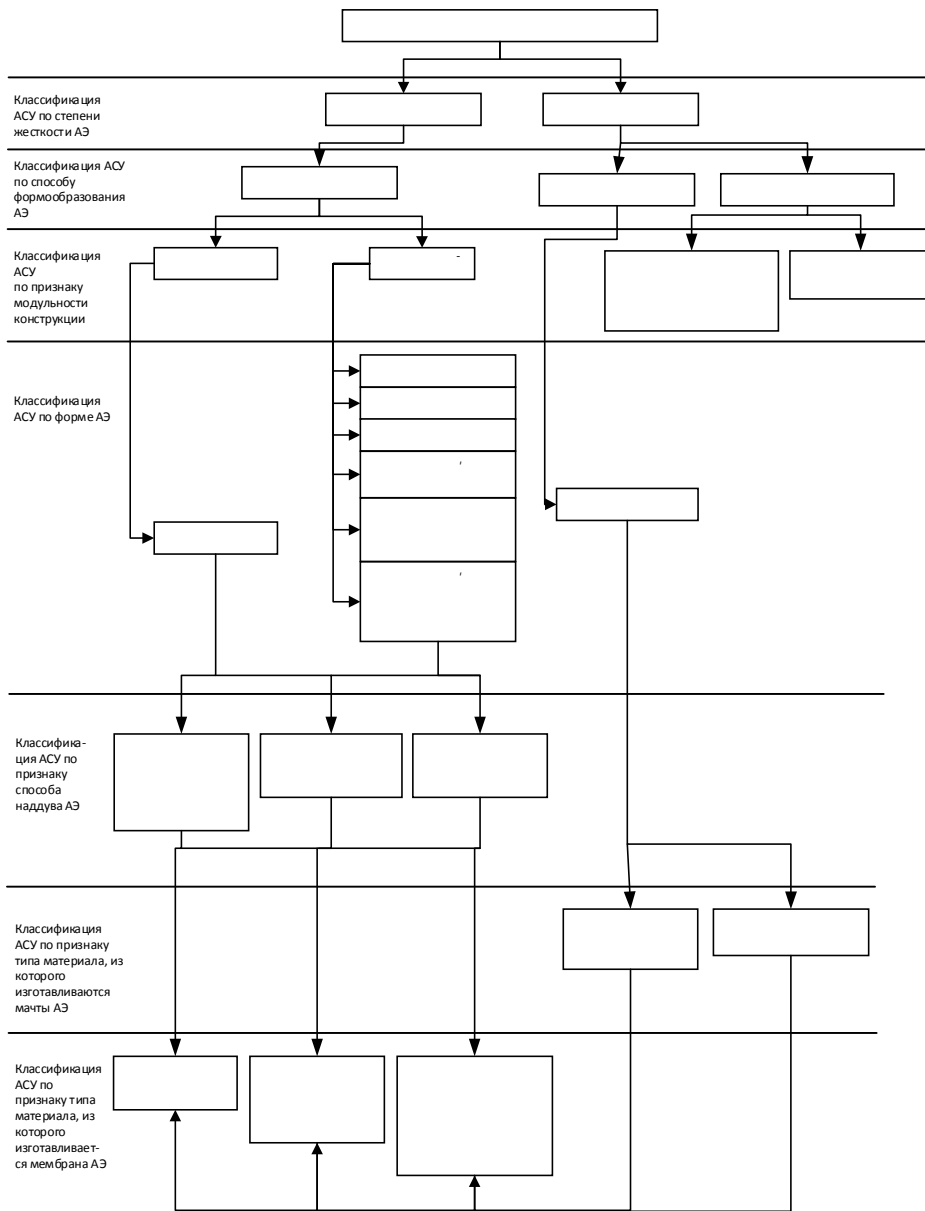 Классификация
АСУ по степени
жесткости АЭ
Классификация АСУ
по способу
формообразования
АЭ
Классификация
АСУ
по признаку
модульности
конструкции
-
Классификация
АСУ по форме АЭ
,
,
Классифика-
ция АСУ по
признаку
способа
наддува АЭ
Классификация
АСУ по признаку
типа материала, из
которого
изготавливаются
мачты АЭ
Классификация
АСУ по
признаку типа
материала, из
которого
изготавливает-
ся мембрана АЭ